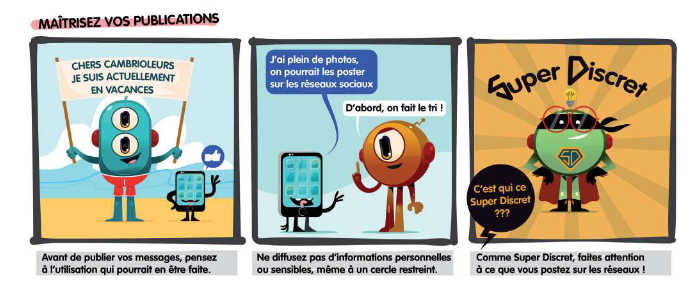 MAÎTRISEZ VOS PUBLICATIONS
CHERS CAMBRIOLEURS
JE SUIS ACTUELLEMENT
EN VACANCES
Avant de publier vos messages, pensez
à l'utilisation qui pourrait en être faite.
J'ai plein de photos,
on pourrait les poster
sur les réseaux sociaux
D'abord, on fait le tri !
Ne diffusez pas d'informations personnelles
ou sensibles, même à un cercle restreint.
Super Discret
SD
C'est qui ce
Super Discret
???
Comme Super Discret, faites attention
à ce que vous postez sur les réseaux !